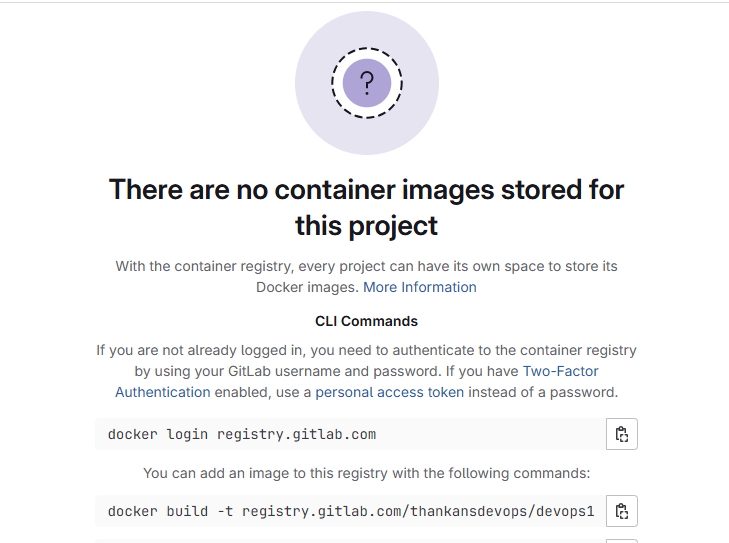 ?
There are no container images stored for
this project
With the container registry, every project can have its own space to store its
Docker images. More Information
CLI Commands
If you are not already logged in, you need to authenticate to the container registry
by using your GitLab username and password. If you have Two-Factor
Authentication enabled, use a personal access token instead of a password.
docker login registry.gitlab.com
You can add an image to this registry with the following commands:
docker build -t registry.gitlab.com/thankansdevops/devops1